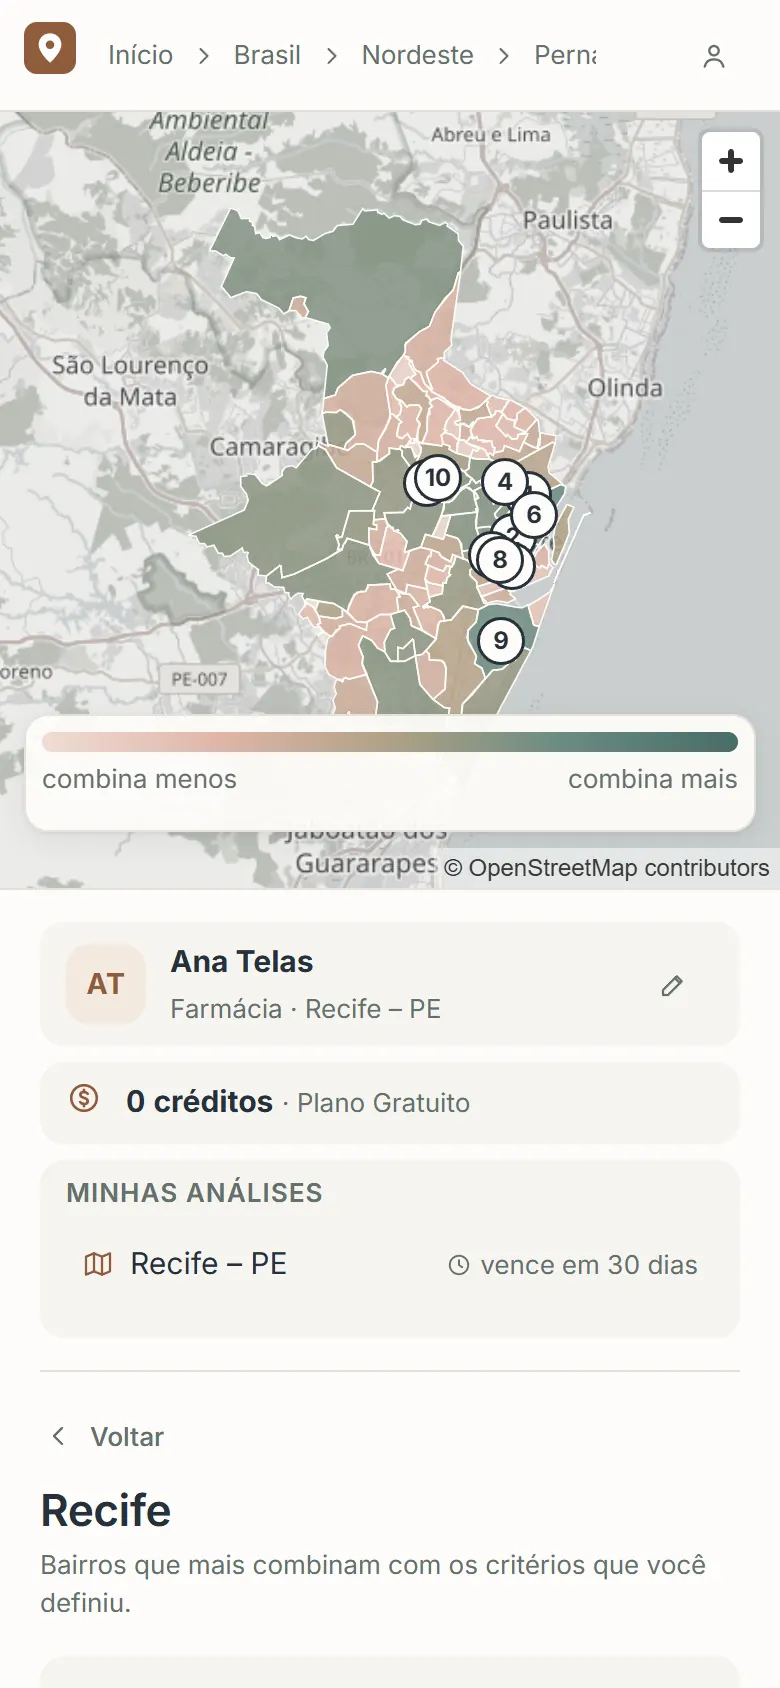 Início > Brasil > Nordeste > Perna
Ambiental
Aldeia -
Beberibe
Abreu e Lima
Paulista
São Lourenço
da Mata
Olinda
Camaragi
10
4
6
2
8
9
oreno
PE-007
combina menos
combina mais
Jaboatão dos
Guararapes
© OpenStreetMap contributors
AT
Ana Telas
Farmácia · Recife – PE
0 créditos · Plano Gratuito
MINHAS ANÁLISES
Recife – PE
vence em 30 dias
Voltar
Recife
Bairros que mais combinam com os critérios que você
definiu.